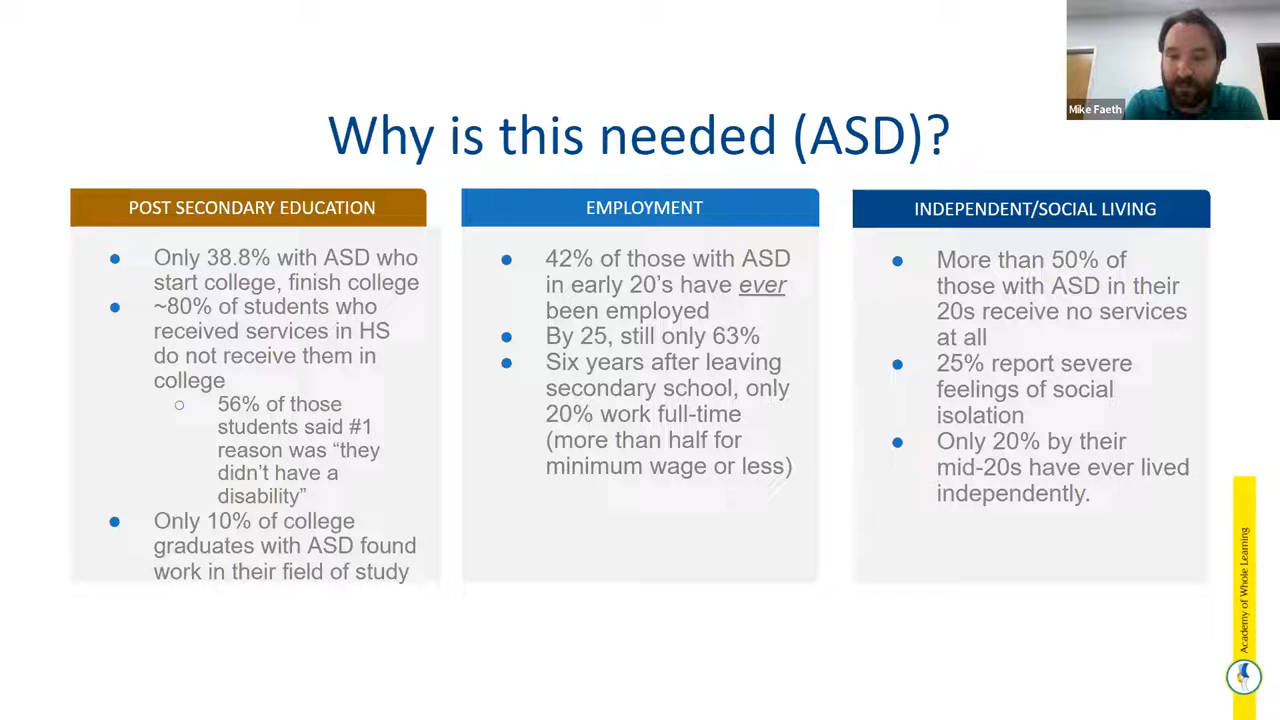 Mike Faeth
Why is this needed (ASD)?
POST SECONDARY EDUCATION
● Only 38.8% with ASD who
start college, finish college
● ~80% of students who
received services in HS
do not receive them in
college
○ 56% of those
students said #1
reason was “they
didn’t have a
disability”
● Only 10% of college
graduates with ASD found
work in their field of study
EMPLOYMENT
● 42% of those with ASD
in early 20’s have ever
been employed
● By 25, still only 63%
● Six years after leaving
secondary school, only
20% work full-time
(more than half for
minimum wage or less)
INDEPENDENT/SOCIAL LIVING
● More than 50% of
those with ASD in their
20s receive no services
at all
● 25% report severe
feelings of social
isolation
● Only 20% by their
mid-20s have ever lived
independently.
Academy of Whole Learning